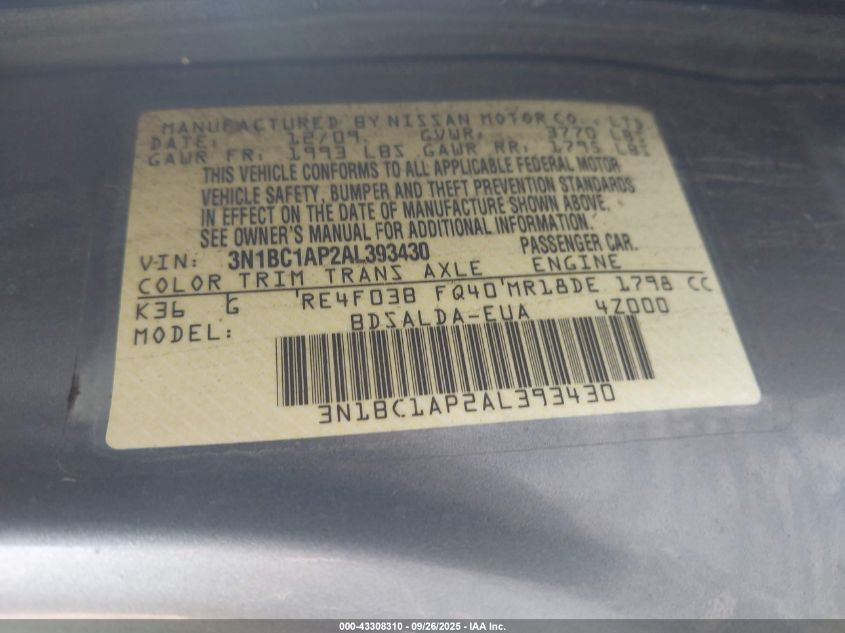 MANUFACTURED BY NISSAN MOTOR CO., LTD
DATE: 12/09 GVWR: 3770 LBS
GAWR FR: 1993 LBS GAWR RR: 1795 LBS
THIS VEHICLE CONFORMS TO ALL APPLICABLE FEDERAL MOTOR
VEHICLE SAFETY, BUMPER AND THEFT PREVENTION STANDARDS
IN EFFECT ON THE DATE OF MANUFACTURE SHOWN ABOVE.
SEE OWNER'S MANUAL FOR ADDITIONAL INFORMATION.
VIN: 3N1BC1AP2AL393430 PASSENGER CAR.
COLOR TRIM TRANS AXLE ENGINE
K36 G RE4F03B FQ40 MR18DE 1798 CC
MODEL: BDSALDA-EUA 4Z000
3N1BC1AP2AL393430
000-43308310 - 09/26/2025 - IAA Inc.